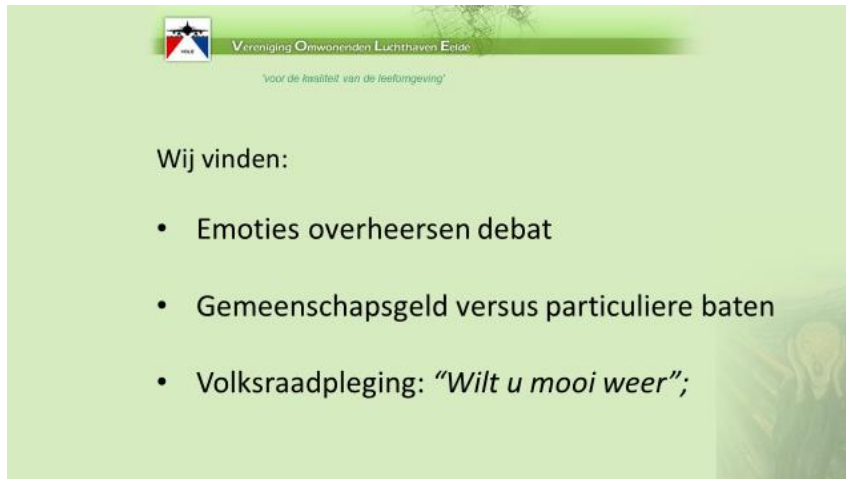 VOLE
Vereniging Omwonenden Luchthaven Eelde
'voor de kwaliteit van de leefomgeving'
Wij vinden:
• Emoties overheersen debat
• Gemeenschapsgeld versus particuliere baten
• Volksraadpleging: “Wilt u mooi weer”;